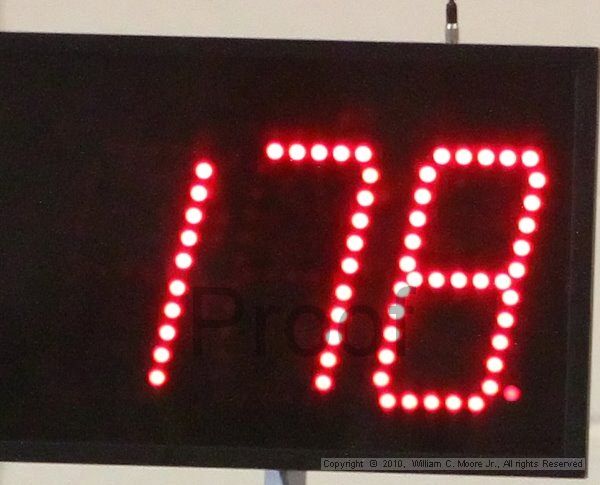 178
Proof
Copyright © 2010, William C. Moore Jr., All rights Reserved